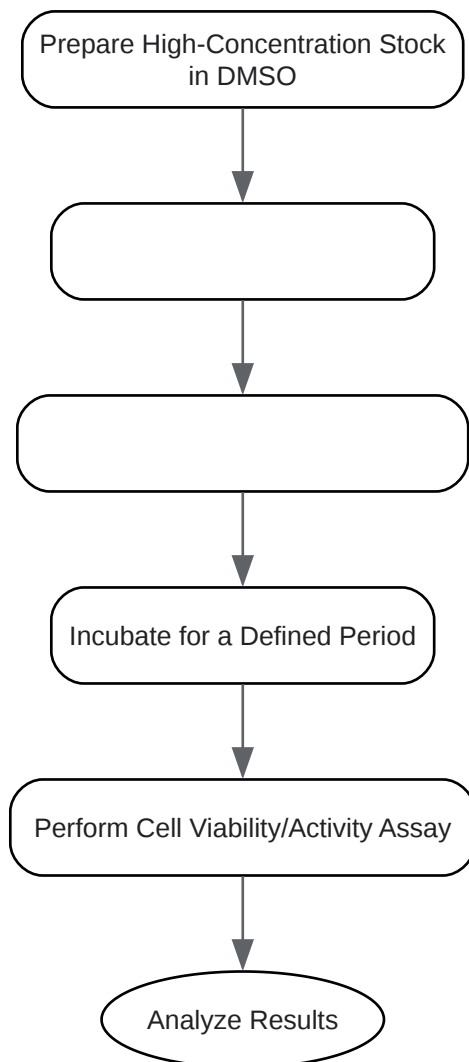 Prepare High-Concentration Stock
in DMSO
Incubate for a Defined Period
Perform Cell Viability/Activity Assay
Analyze Results